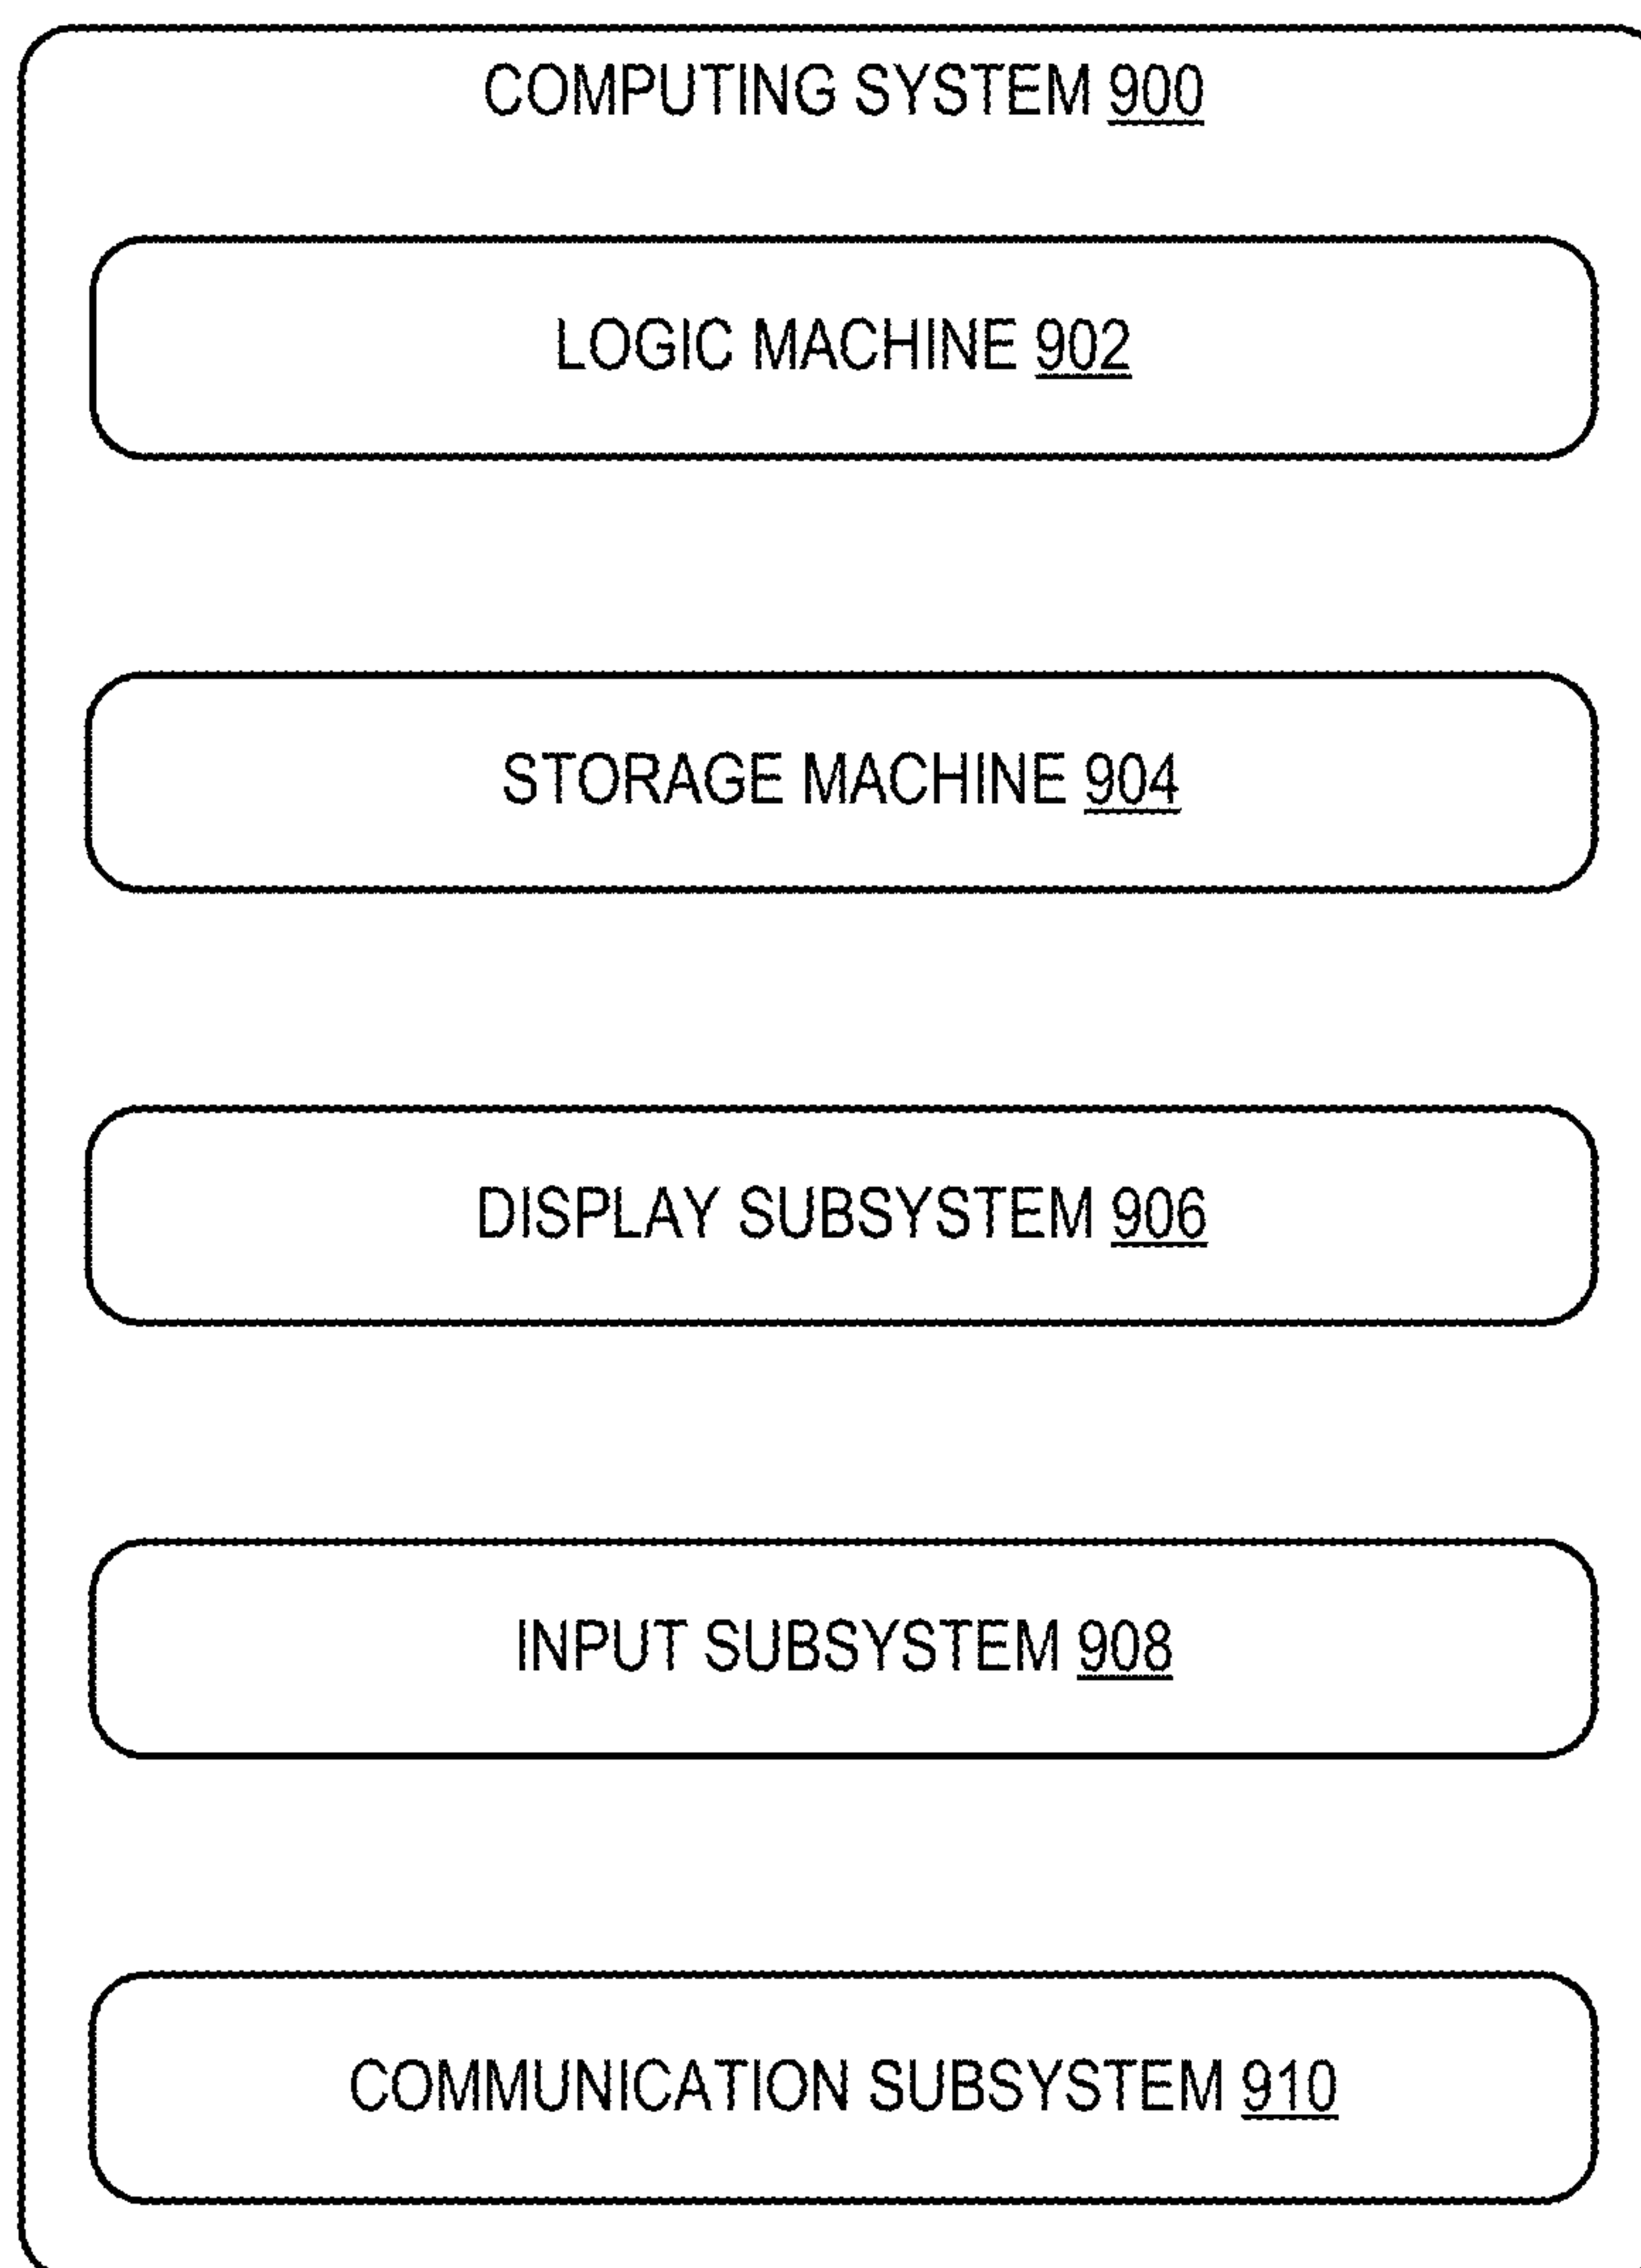 COMPUTING SYSTEM 900
LOGIC MACHINE 902
STORAGE MACHINE 904
DISPLAY SUBSYSTEM 906
INPUT SUBSYSTEM 908
COMMUNICATION SUBSYSTEM 910